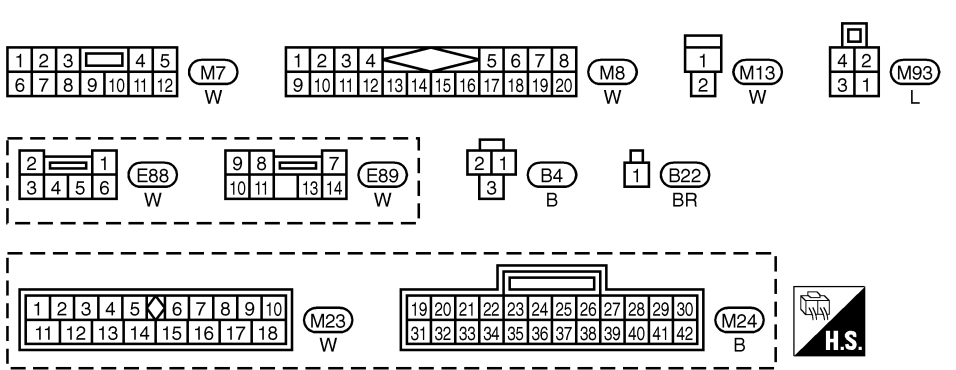 1 2 3 4 5
6 7 8 9 10 11 12
M7
W
1 2 3 4 5 6 7 8
9 10 11 12 13 14 15 16 17 18 19 20
M8
W
1
2
M13
W
4 2
3 1
M93
L
2 1
3 4 5 6
E88
W
9 8 7
10 11 13 14
E89
W
2 1
3
B4
B
1
B22
BR
1 2 3 4 5 6 7 8 9 10
11 12 13 14 15 16 17 18
M23
W
19 20 21 22 23 24 25 26 27 28 29 30
31 32 33 34 35 36 37 38 39 40 41 42
M24
B
H.S.